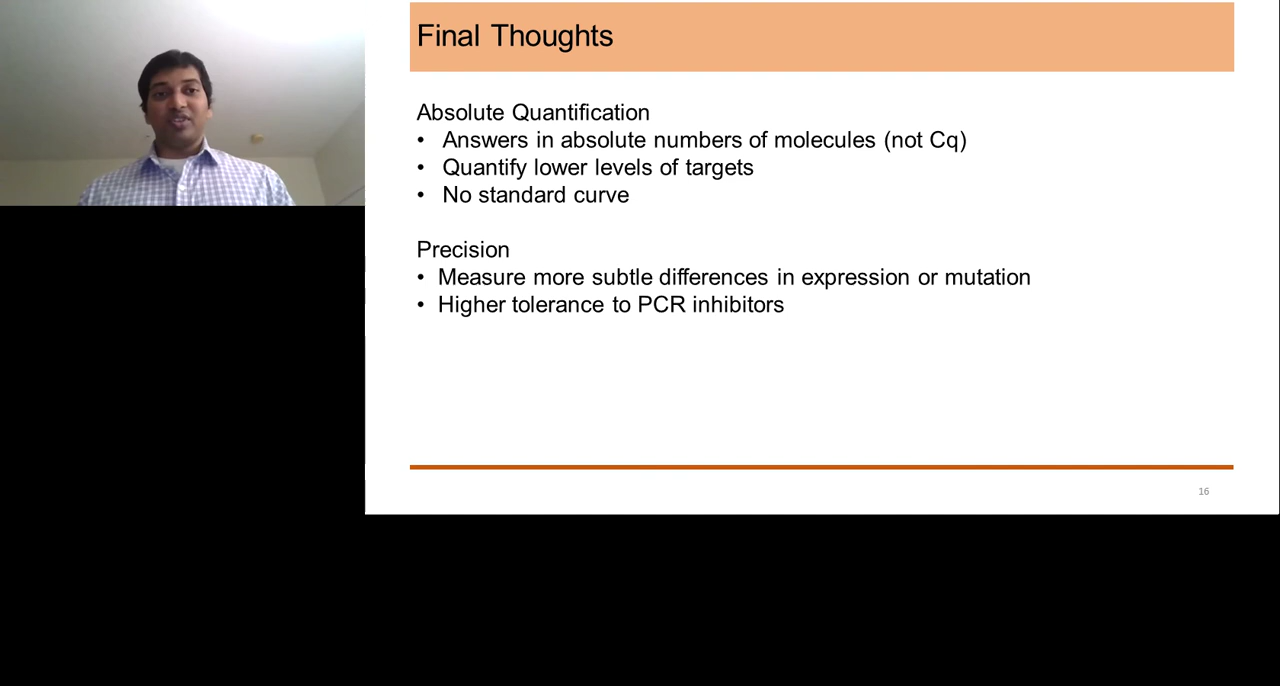 Final Thoughts
Absolute Quantification
• Answers in absolute numbers of molecules (not Cq)
• Quantify lower levels of targets
• No standard curve
Precision
• Measure more subtle differences in expression or mutation
• Higher tolerance to PCR inhibitors
16